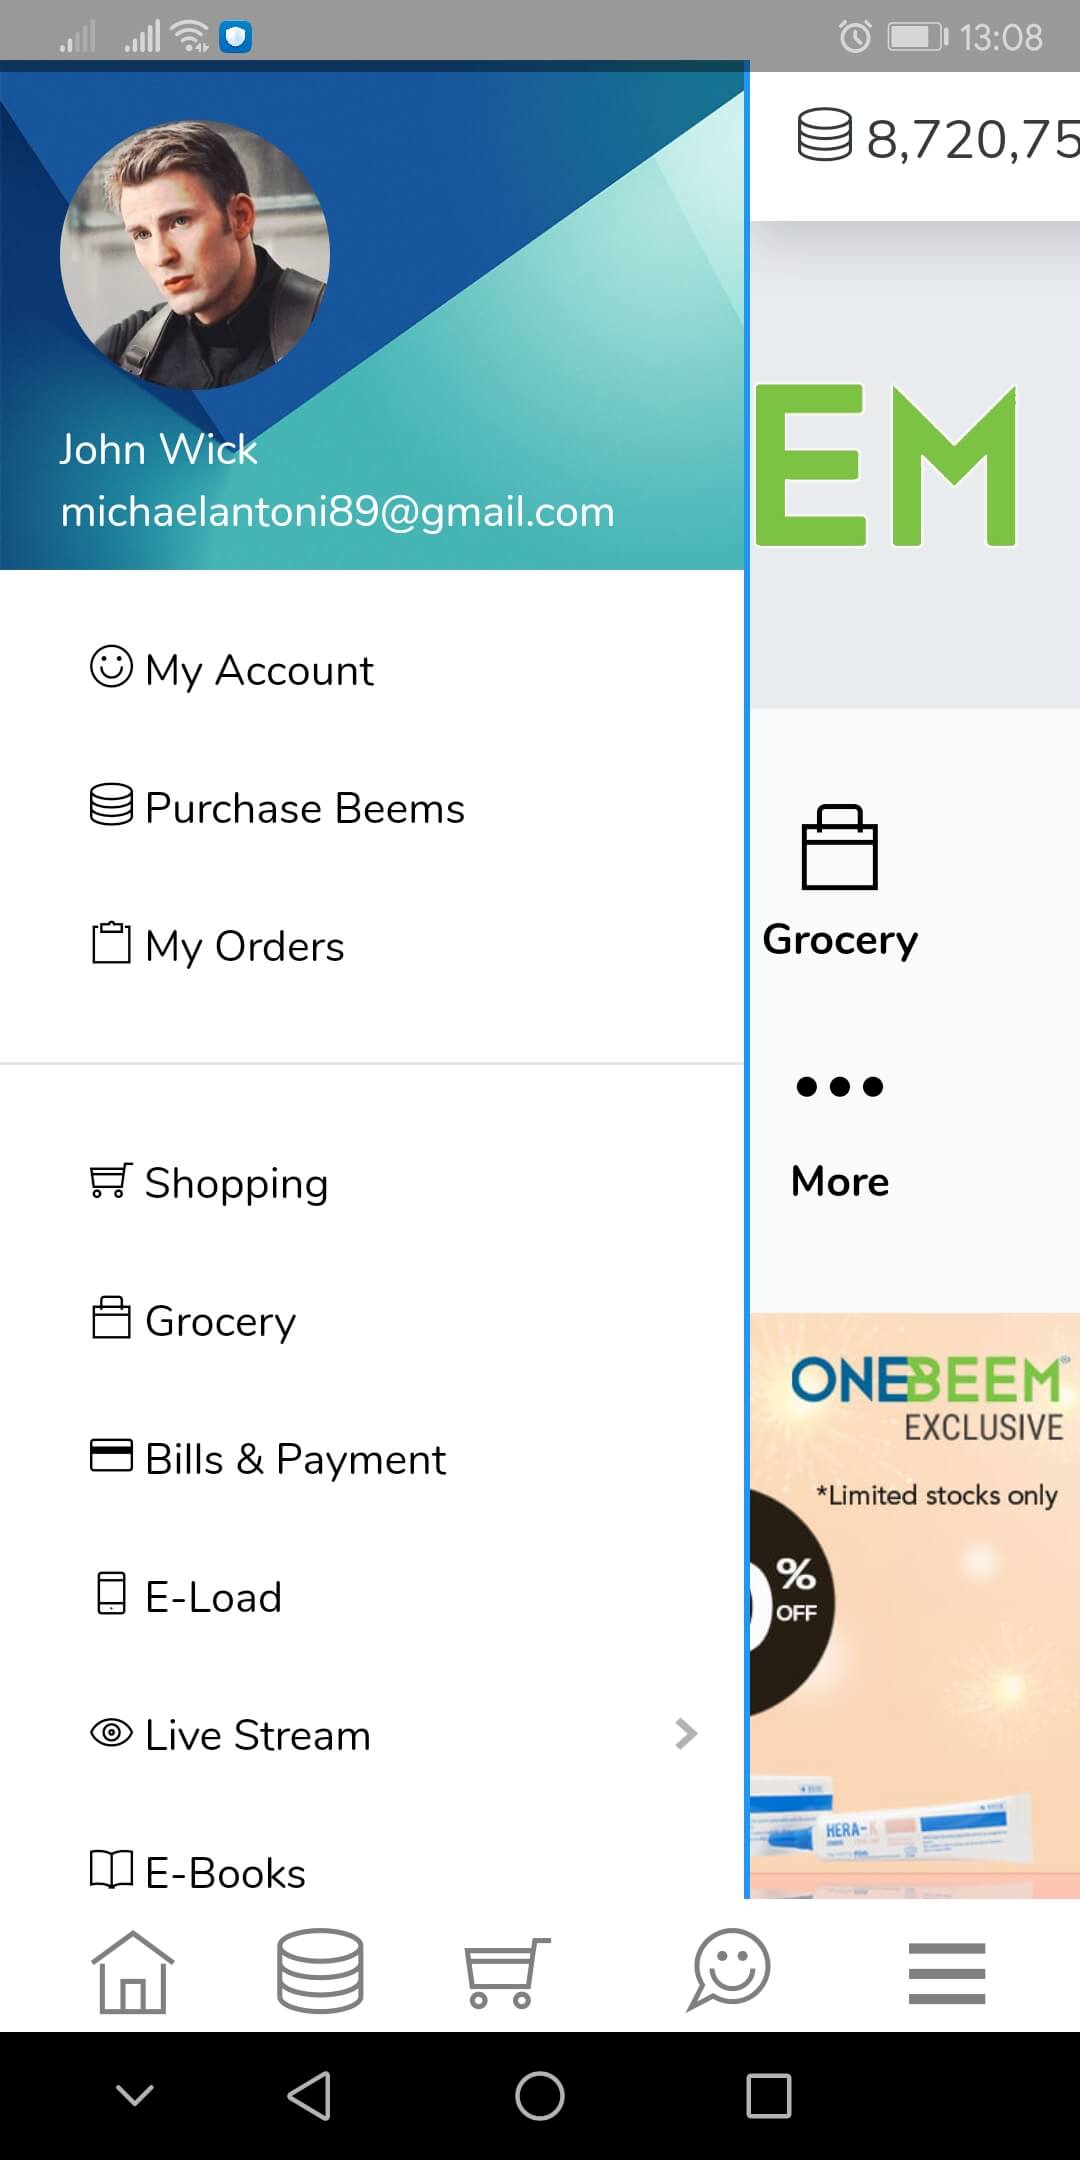 13:08
8,720,75
John Wick
michaelantoni89@gmail.com
EM
My Account
Purchase Beems
My Orders
Grocery
More
Shopping
Grocery
Bills & Payment
E-Load
Live Stream
E-Books
ONEBEEM®
EXCLUSIVE
*Limited stocks only
%
OFF
HERA-K